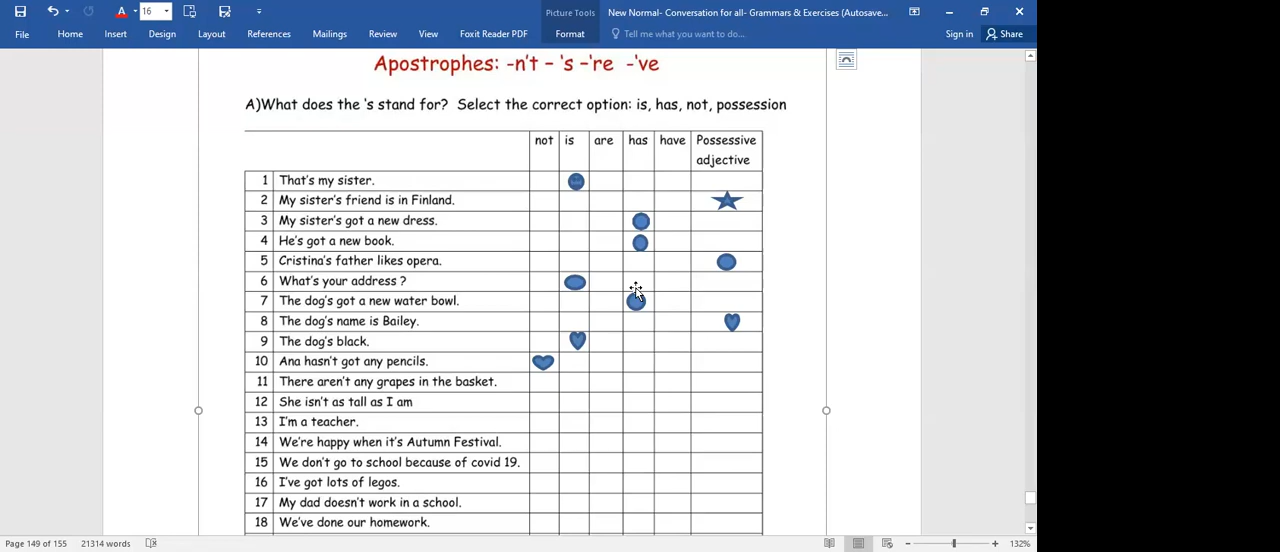 16
Picture Tools
New Normal- Conversation for all- Grammars & Exercises (Autosave...
File
Home
Insert
Design
Layout
References
Mailings
Review
View
Foxit Reader PDF
Format
Tell me what you want to do...
Sign in
Share
Apostrophes: -n't – 's –'re -'ve
A)What does the 's stand for? Select the correct option: is, has, not, possession
not is are has have Possessive adjective
1 That's my sister.
2 My sister's friend is in Finland.
3 My sister's got a new dress.
4 He's got a new book.
5 Cristina's father likes opera.
6 What's your address ?
7 The dog's got a new water bowl.
8 The dog's name is Bailey.
9 The dog's black.
10 Ana hasn't got any pencils.
11 There aren't any grapes in the basket.
12 She isn't as tall as I am
13 I'm a teacher.
14 We're happy when it's Autumn Festival.
15 We don't go to school because of covid 19.
16 I've got lots of legos.
17 My dad doesn't work in a school.
18 We've done our homework.
Page 149 of 155
21314 words
132%